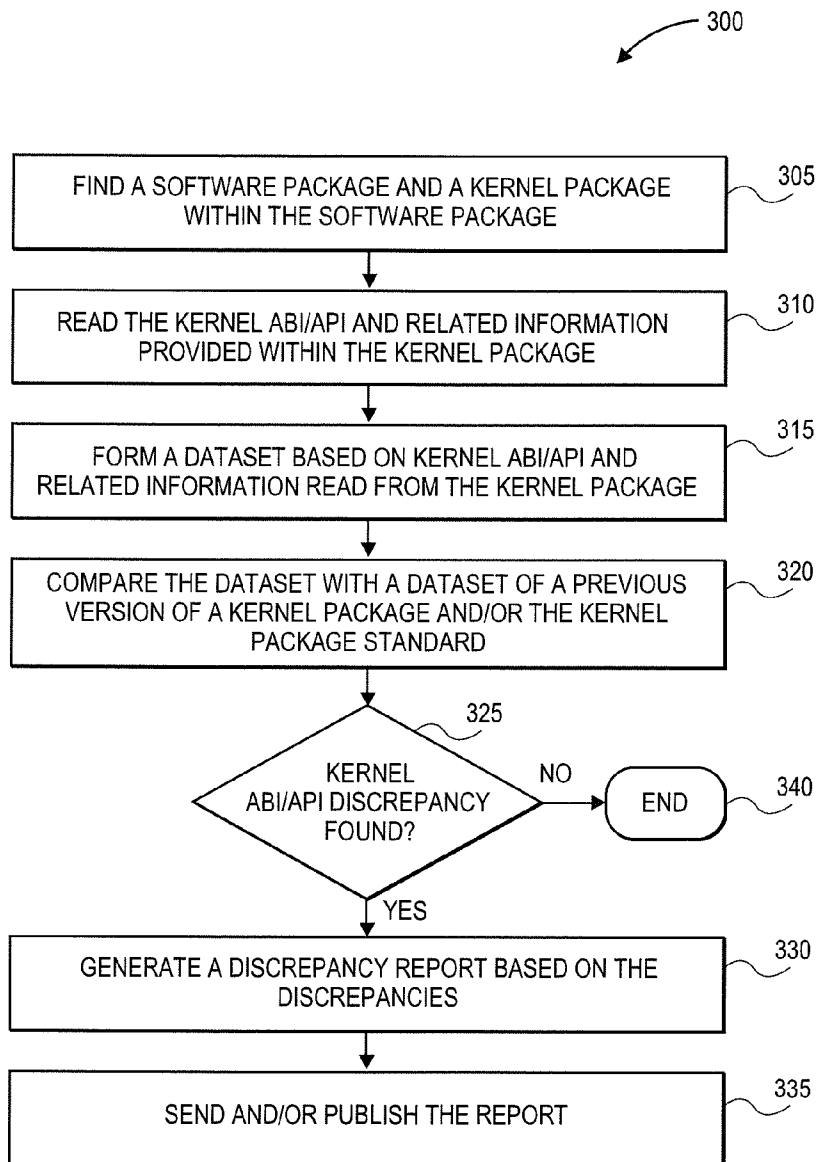 300
FIND A SOFTWARE PACKAGE AND A KERNEL PACKAGE
WITHIN THE SOFTWARE PACKAGE
305
READ THE KERNEL ABI/API AND RELATED INFORMATION
PROVIDED WITHIN THE KERNEL PACKAGE
310
FORM A DATASET BASED ON KERNEL ABI/API AND
RELATED INFORMATION READ FROM THE KERNEL PACKAGE
315
COMPARE THE DATASET WITH A DATASET OF A PREVIOUS
VERSION OF A KERNEL PACKAGE AND/OR THE KERNEL
PACKAGE STANDARD
320
325
KERNEL
ABI/API DISCREPANCY
FOUND?
NO
END
340
YES
GENERATE A DISCREPANCY REPORT BASED ON THE
DISCREPANCIES
330
SEND AND/OR PUBLISH THE REPORT
335